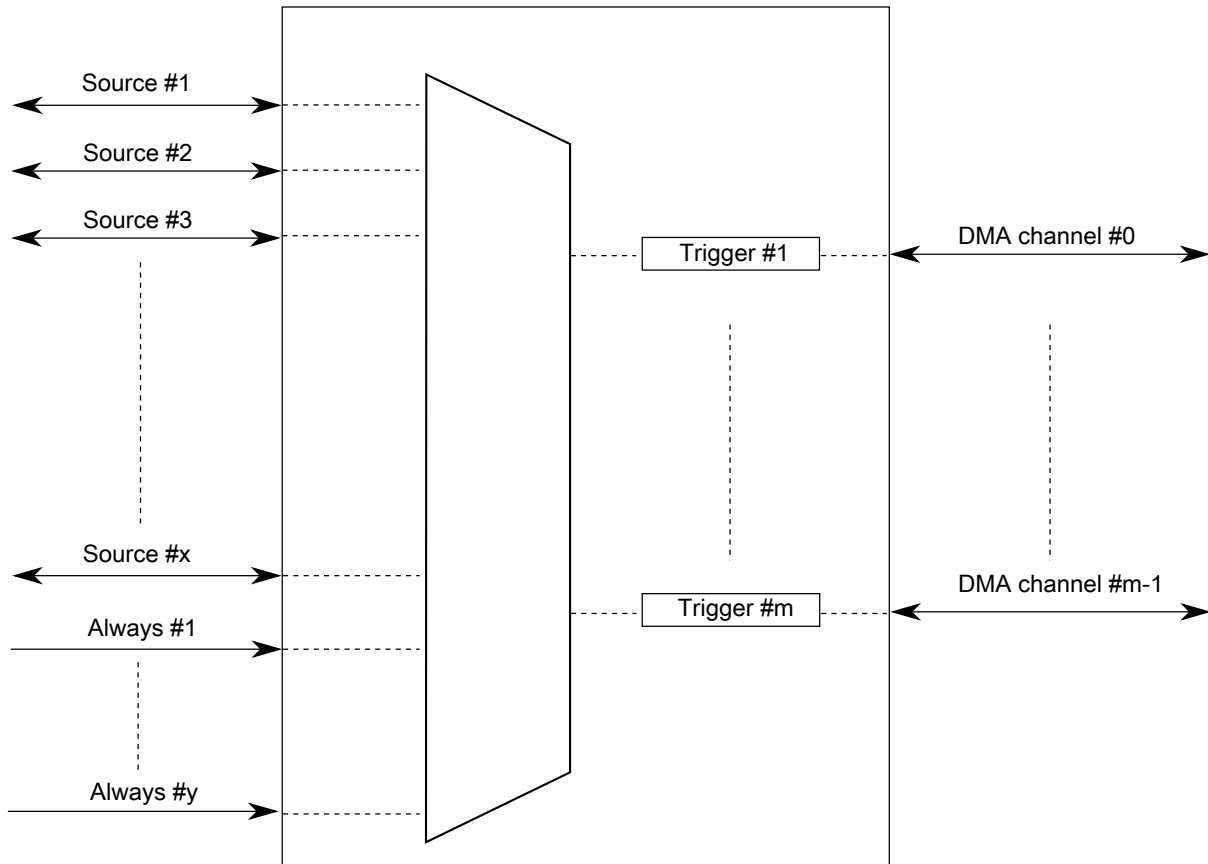 Source #1
Source #2
Source #3
Trigger #1
DMA channel #0
Source #x
Trigger #m
DMA channel #m-1
Always #1
Always #y